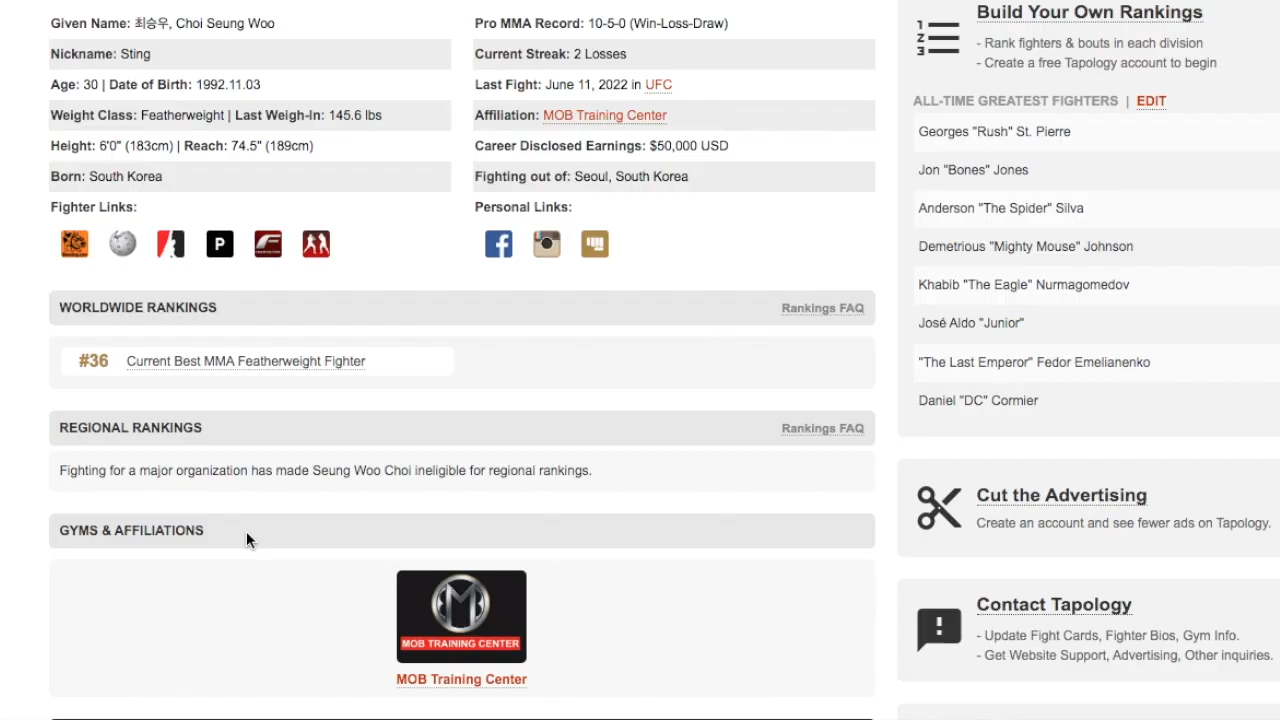 Given Name: 최승우, Choi Seung Woo
Nickname: Sting
Age: 30 | Date of Birth: 1992.11.03
Weight Class: Featherweight | Last Weigh-In: 145.6 lbs
Height: 6'0" (183cm) | Reach: 74.5" (189cm)
Born: South Korea
Fighter Links:
P
Pro MMA Record: 10-5-0 (Win-Loss-Draw)
Current Streak: 2 Losses
Last Fight: June 11, 2022 in UFC
Affiliation: MOB Training Center
Career Disclosed Earnings: $50,000 USD
Fighting out of: Seoul, South Korea
Personal Links:
WORLDWIDE RANKINGS
Rankings FAQ
#36 Current Best MMA Featherweight Fighter
REGIONAL RANKINGS
Rankings FAQ
Fighting for a major organization has made Seung Woo Choi ineligible for regional rankings.
GYMS & AFFILIATIONS
MOB TRAINING CENTER
MOB Training Center
Build Your Own Rankings
- Rank fighters & bouts in each division
- Create a free Tapology account to begin
ALL-TIME GREATEST FIGHTERS | EDIT
Georges "Rush" St. Pierre
Jon "Bones" Jones
Anderson "The Spider" Silva
Demetrious "Mighty Mouse" Johnson
Khabib "The Eagle" Nurmagomedov
José Aldo "Junior"
"The Last Emperor" Fedor Emelianenko
Daniel "DC" Cormier
Cut the Advertising
Create an account and see fewer ads on Tapology.
Contact Tapology
- Update Fight Cards, Fighter Bios, Gym Info.
- Get Website Support, Advertising, Other inquiries.